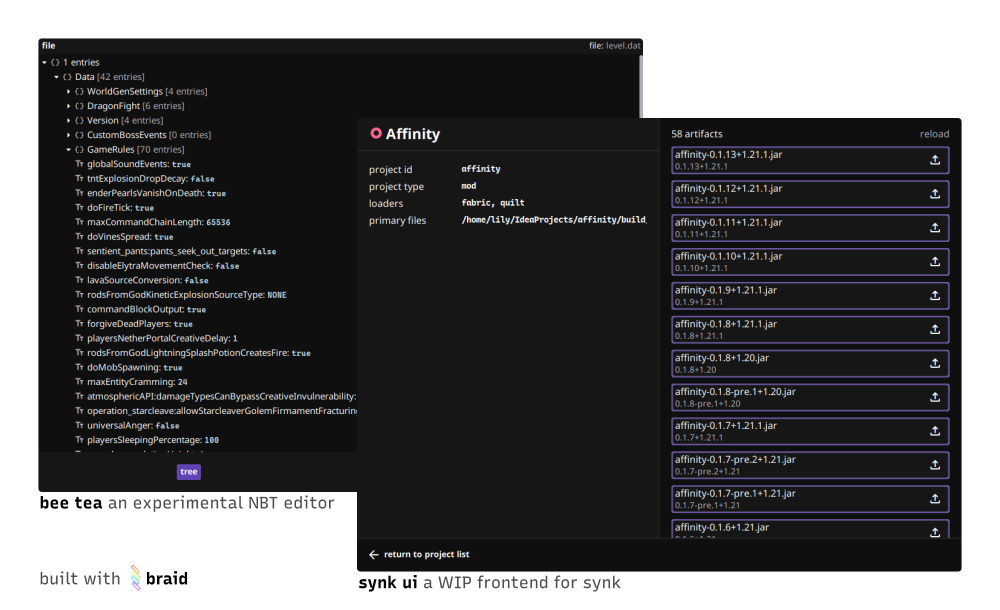 file
file: level.dat
{} 1 entries
{} Data [42 entries]
{} WorldGenSettings [4 entries]
{} DragonFight [6 entries]
{} Version [4 entries]
{} CustomBossEvents [0 entries]
{} GameRules [70 entries]
Tr globalSoundEvents: true
Tr tntExplosionDropDecay: false
Tr enderPearlsVanishOnDeath: true
Tr doFireTick: true
Tr maxCommandChainLength: 65536
Tr doVinesSpread: true
Tr sentient_pants:pants_seek_out_targets: false
Tr disableElytraMovementCheck: false
Tr lavaSourceConversion: false
Tr rodsFromGodKineticExplosionSourceType: NONE
Tr commandBlockOutput: true
Tr forgiveDeadPlayers: true
Tr playersNetherPortalCreativeDelay: 1
Tr rodsFromGodLightningSplashPotionCreatesFire: true
Tr doMobSpawning: true
Tr maxEntityCramming: 24
Tr atmosphericAPI:damageTypesCanBypassCreativeInvulnerability:
Tr operation_starcleave:allowStarcleaverGolemFirmamentFracturin
Tr universalAnger: false
Tr playersSleepingPercentage: 100
tree
bee tea an experimental NBT editor
built with braid
Affinity
project id affinity
project type mod
loaders fabric, quilt
primary files /home/lily/IdeaProjects/affinity/build
58 artifacts
reload
affinity-0.1.13+1.21.1.jar
0.1.13+1.21.1
affinity-0.1.12+1.21.1.jar
0.1.12+1.21.1
affinity-0.1.11+1.21.1.jar
0.1.11+1.21.1
affinity-0.1.10+1.21.1.jar
0.1.10+1.21.1
affinity-0.1.9+1.21.1.jar
0.1.9+1.21.1
affinity-0.1.8+1.21.1.jar
0.1.8+1.21.1
affinity-0.1.8+1.20.jar
0.1.8+1.20
affinity-0.1.8-pre.1+1.20.jar
0.1.8-pre.1+1.20
affinity-0.1.7+1.21.1.jar
0.1.7+1.21.1
affinity-0.1.7-pre.2+1.21.jar
0.1.7-pre.2+1.21
affinity-0.1.7-pre.1+1.21.jar
0.1.7-pre.1+1.21
affinity-0.1.6+1.21.jar
return to project list
synk ui a WIP frontend for synk